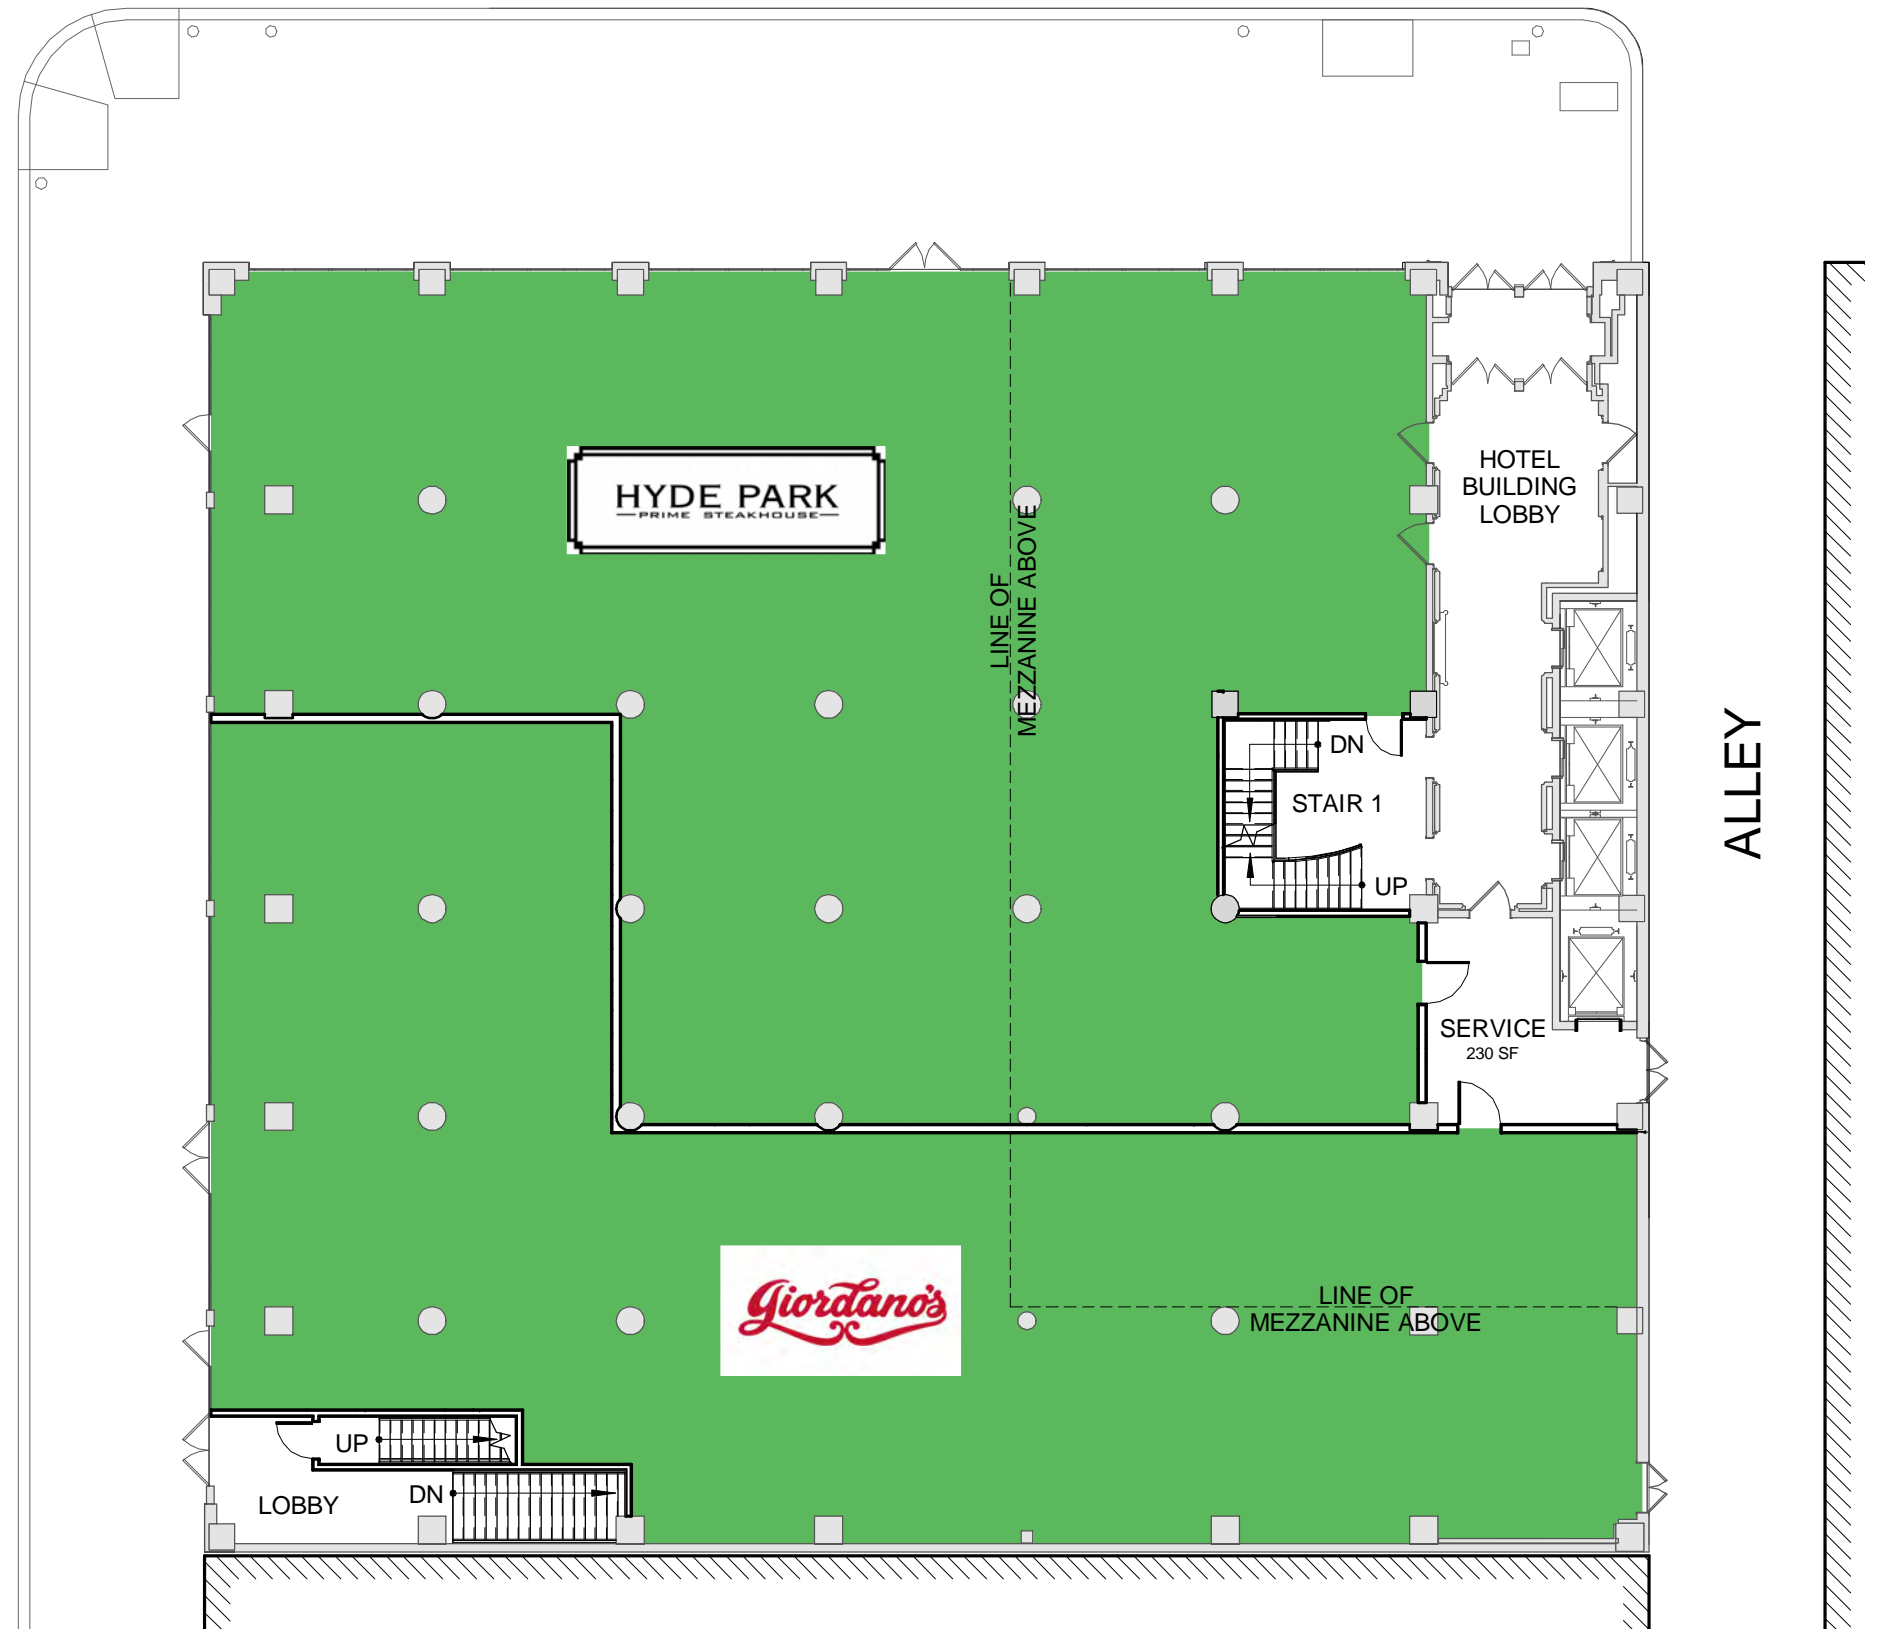 HOTEL
BUILDING
LOBBY
HYDE PARK
PRIME STEAKHOUSE
LINE OF
MEZZANINE ABOVE
DN
STAIR 1
UP
ALLEY
SERVICE
230 SF
Giordano's
LINE OF
MEZZANINE ABOVE
UP
DN
LOBBY